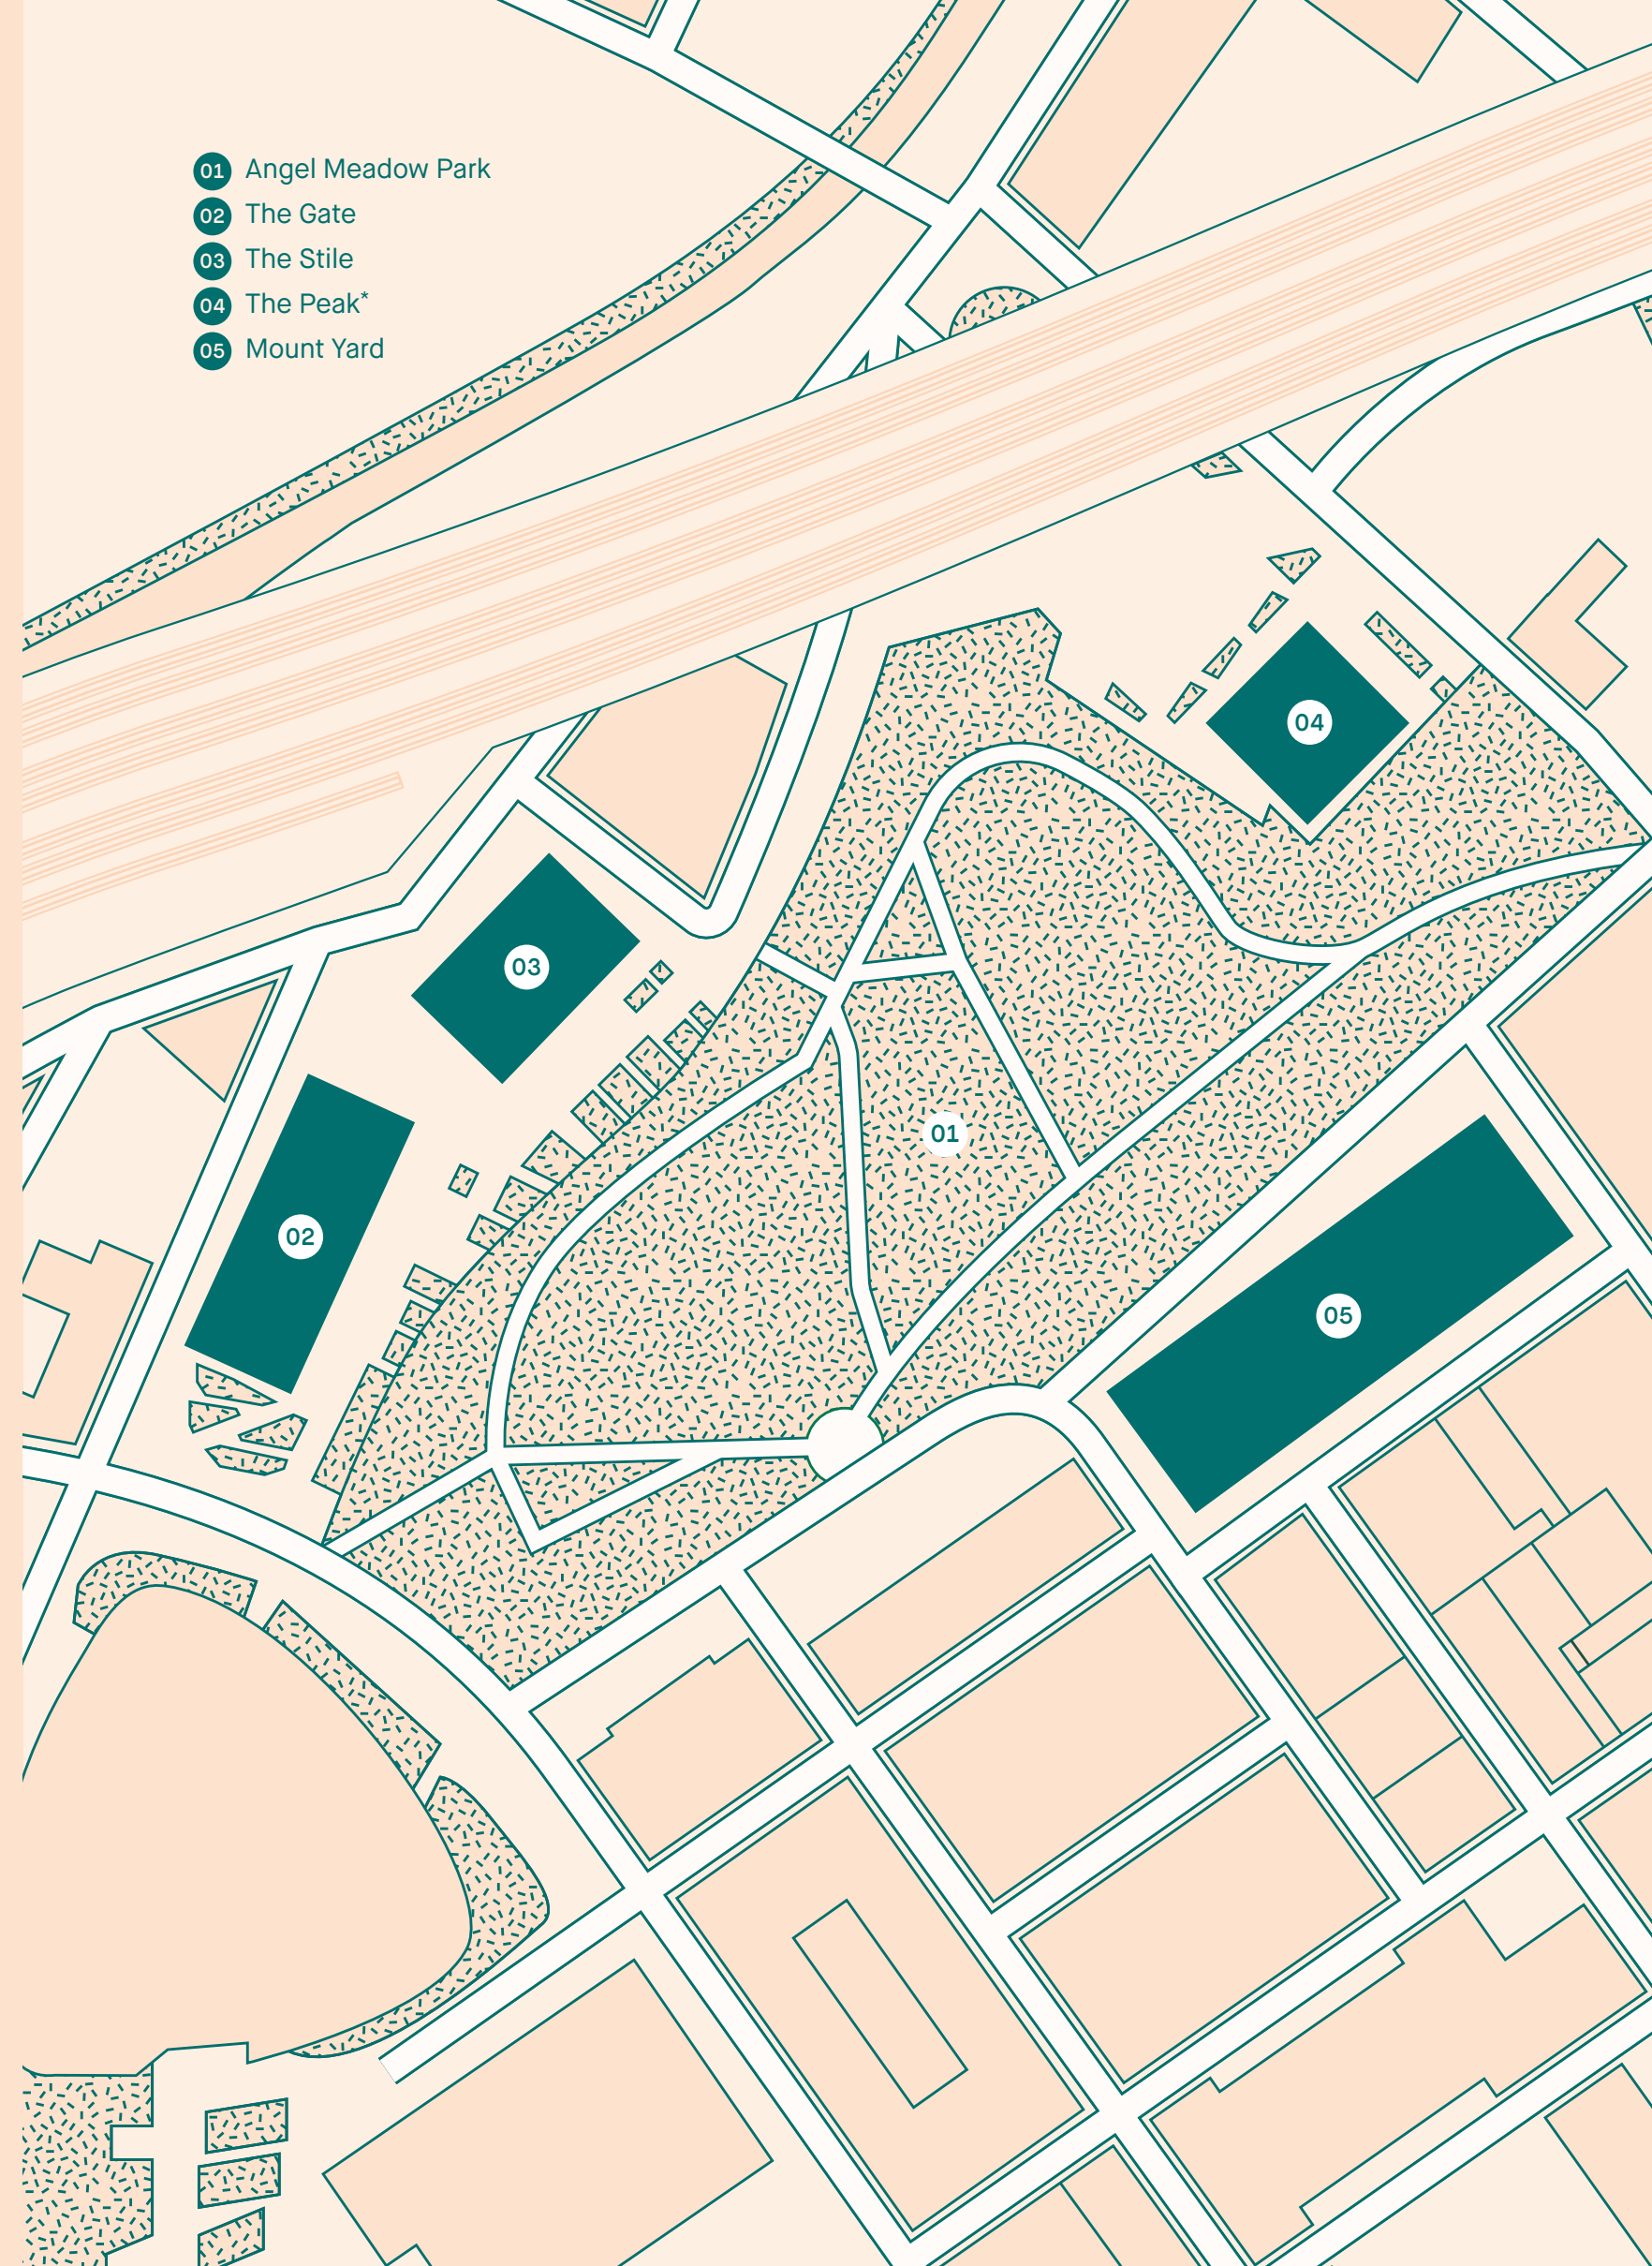 01 Angel Meadow Park
02 The Gate
03 The Stile
04 The Peak*
05 Mount Yard
04
03
01
02
05